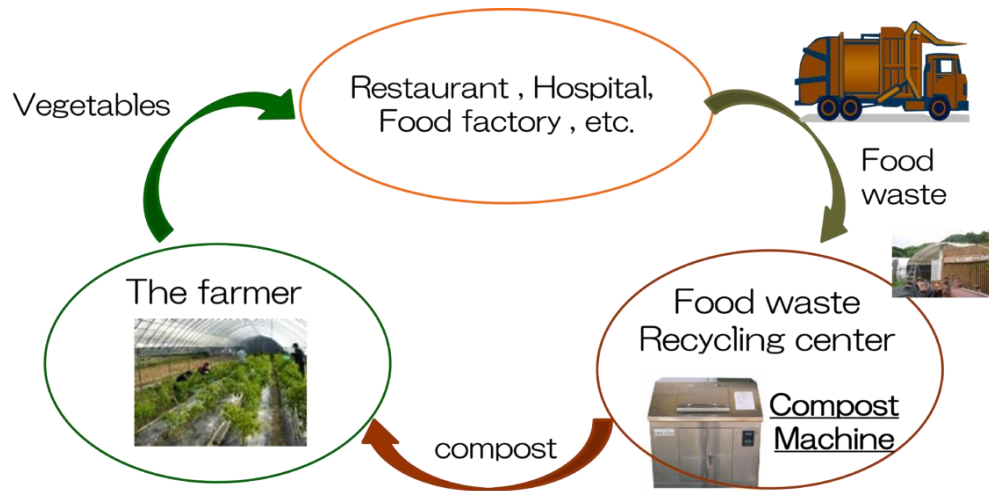 Restaurant , Hospital,
Food factory , etc.
Vegetables
Food
waste
The farmer
Food waste
Recycling center
Compost
Machine
compost